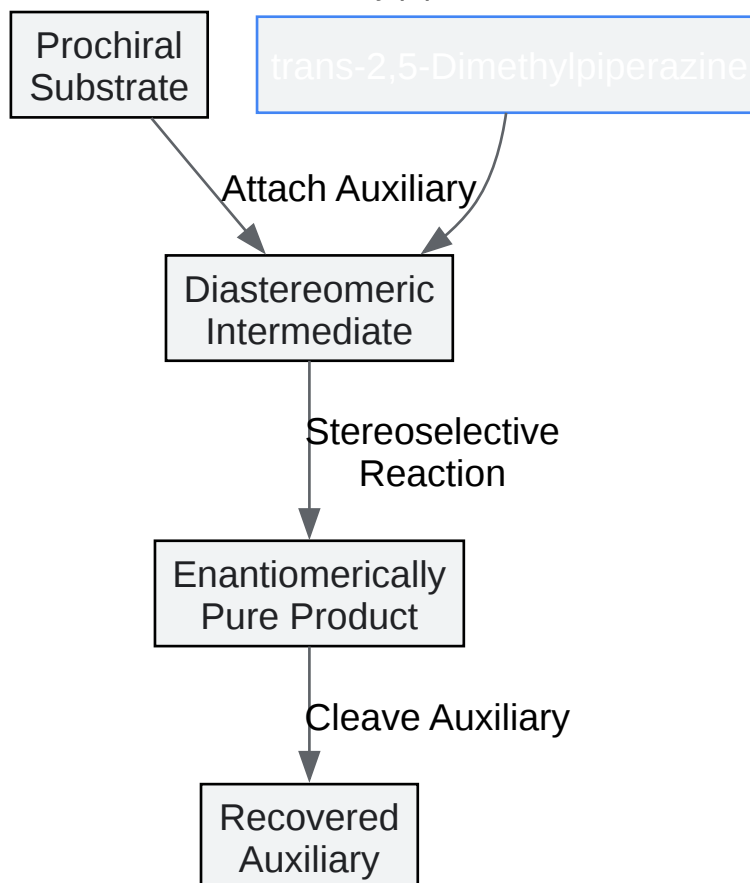 Prochiral
Substrate
trans-2,5-Dimethylpiperazine
Attach Auxiliary
Diastereomeric
Intermediate
Stereoselective
Reaction
Enantiomerically
Pure Product
Cleave Auxiliary
Recovered
Auxiliary